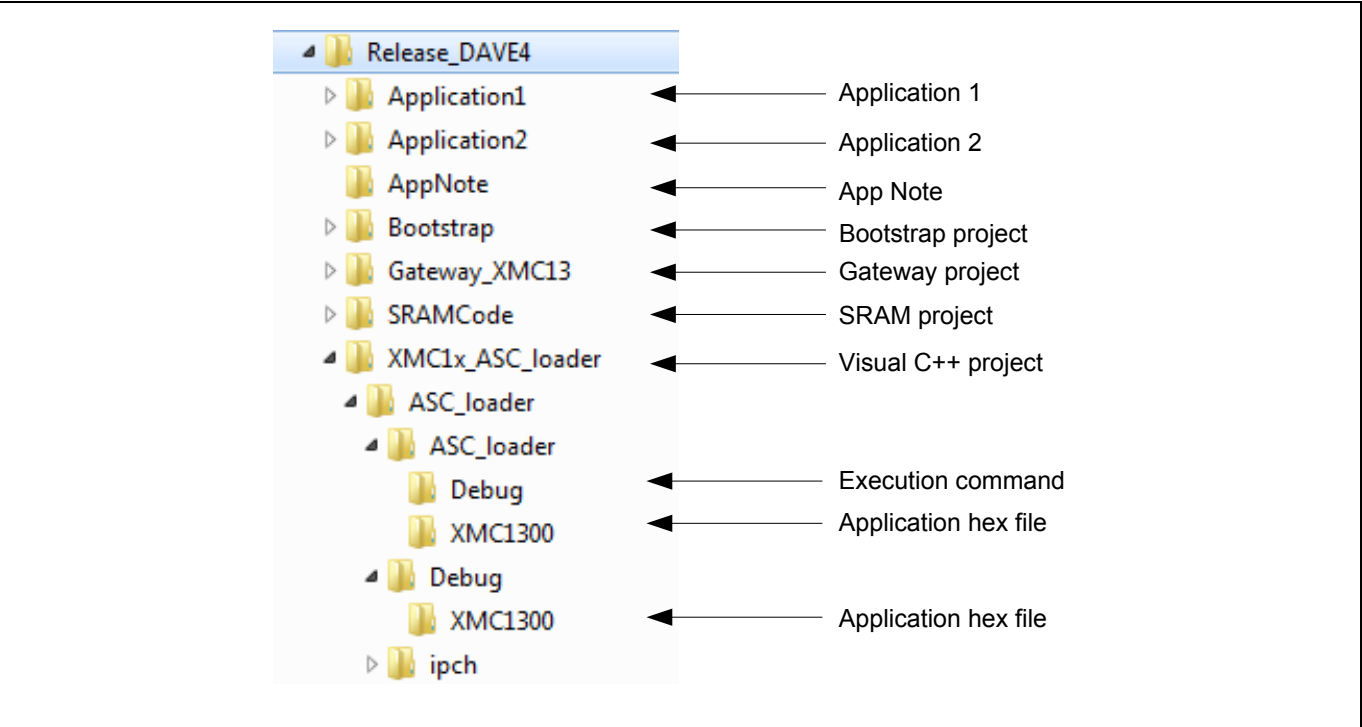 Release_DAVE4
Application1 Application 1
Application2 Application 2
AppNote App Note
Bootstrap Bootstrap project
Gateway_XMC13 Gateway project
SRAMCode SRAM project
XMC1x_ASC_loader Visual C++ project
ASC_loader
ASC_loader
Debug Execution command
XMC1300 Application hex file
Debug
XMC1300 Application hex file
ipch